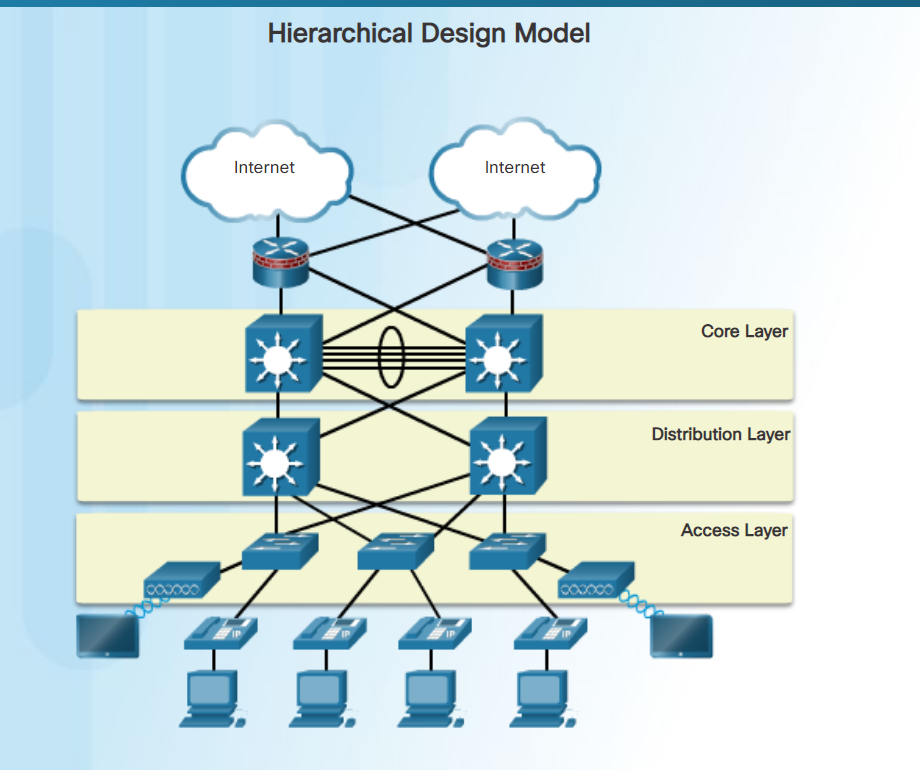 Hierarchical Design Model
Internet
Internet
Core Layer
Distribution Layer
Access Layer
IP
IP
IP
IP